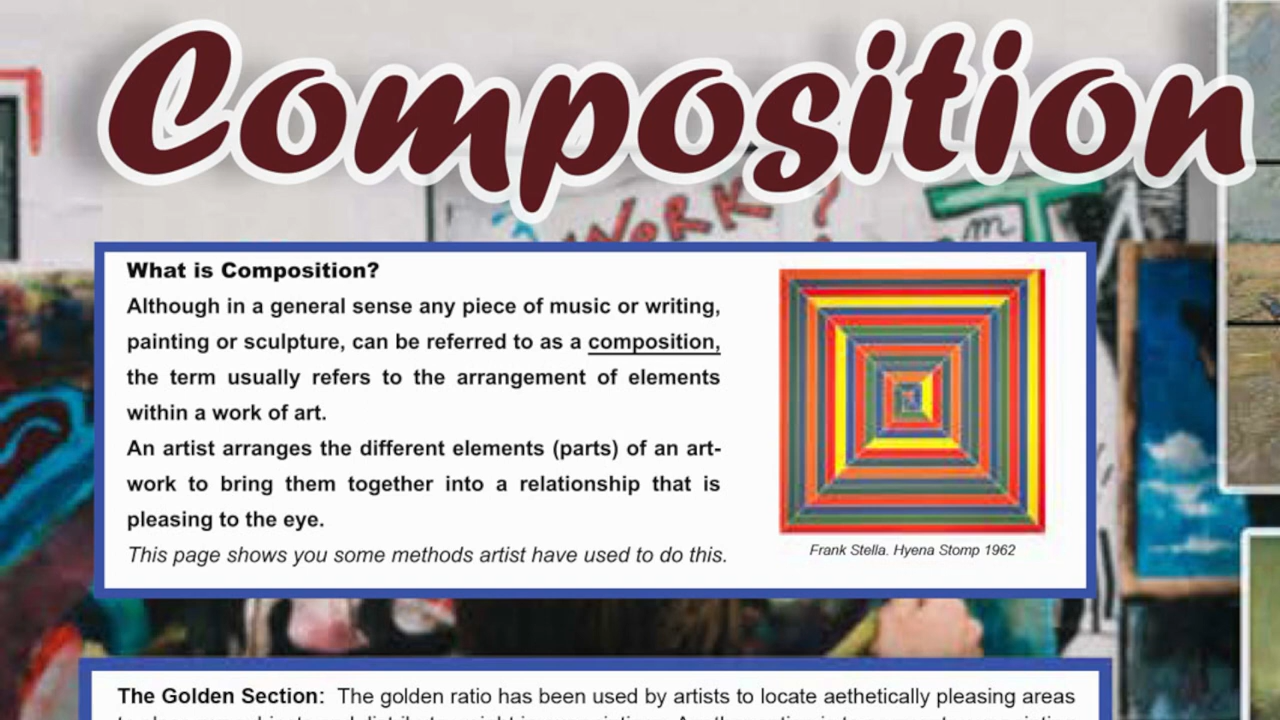 Composition
WORK?
m
What is Composition?
Although in a general sense any piece of music or writing,
painting or sculpture, can be referred to as a composition,
the term usually refers to the arrangement of elements
within a work of art.
An artist arranges the different elements (parts) of an art-
work to bring them together into a relationship that is
pleasing to the eye.
This page shows you some methods artist have used to do this.
Frank Stella. Hyena Stomp 1962
The Golden Section: The golden ratio has been used by artists to locate aethetically pleasing areas